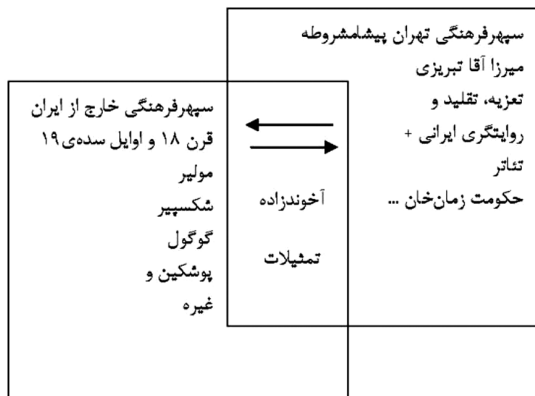 سپهرفرهنگی تهران پیشامشروطه
میرزا آقا تبریزی
تعزیه، تقلید و
روایتگری ایرانی +
تئاتر
حکومت زمان‌خان ...
آخوندزاده
تمثیلات
سپهرفرهنگی خارج از ایران
قرن ۱۸ و اوایل سده‌ی ۱۹
مولیر
شکسپیر
گوگول
پوشکین و
غیره